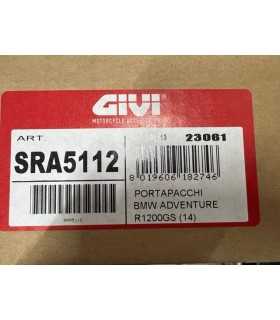 GIVI
MOTORCYCLE ACCESSORIES
ART.
23061
SRA5112
8 019606 182746
PORTAPACCHI
BMW ADVENTURE
R1200GS (14)